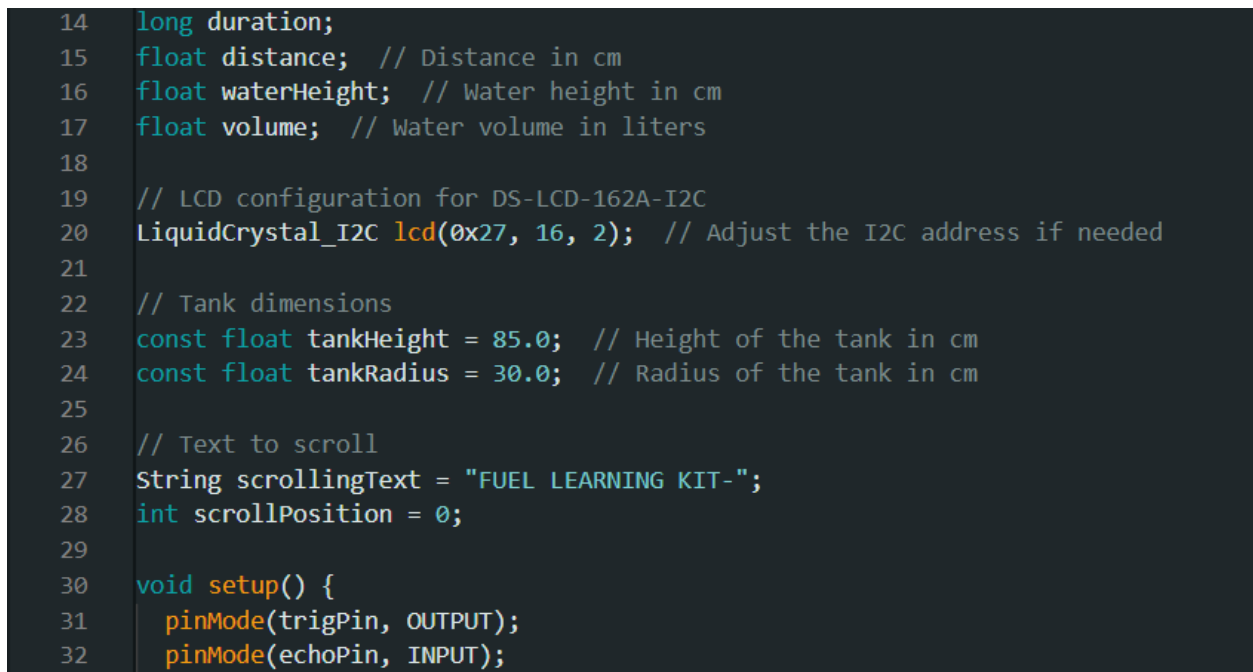 14 long duration;
15 float distance;  // Distance in cm
16 float waterHeight;  // Water height in cm
17 float volume;  // Water volume in liters
18
19 // LCD configuration for DS-LCD-162A-I2C
20 LiquidCrystal_I2C lcd(0x27, 16, 2);  // Adjust the I2C address if needed
21
22 // Tank dimensions
23 const float tankHeight = 85.0;  // Height of the tank in cm
24 const float tankRadius = 30.0;  // Radius of the tank in cm
25
26 // Text to scroll
27 String scrollingText = "FUEL LEARNING KIT-";
28 int scrollPosition = 0;
29
30 void setup() {
31   pinMode(trigPin, OUTPUT);
32   pinMode(echoPin, INPUT);